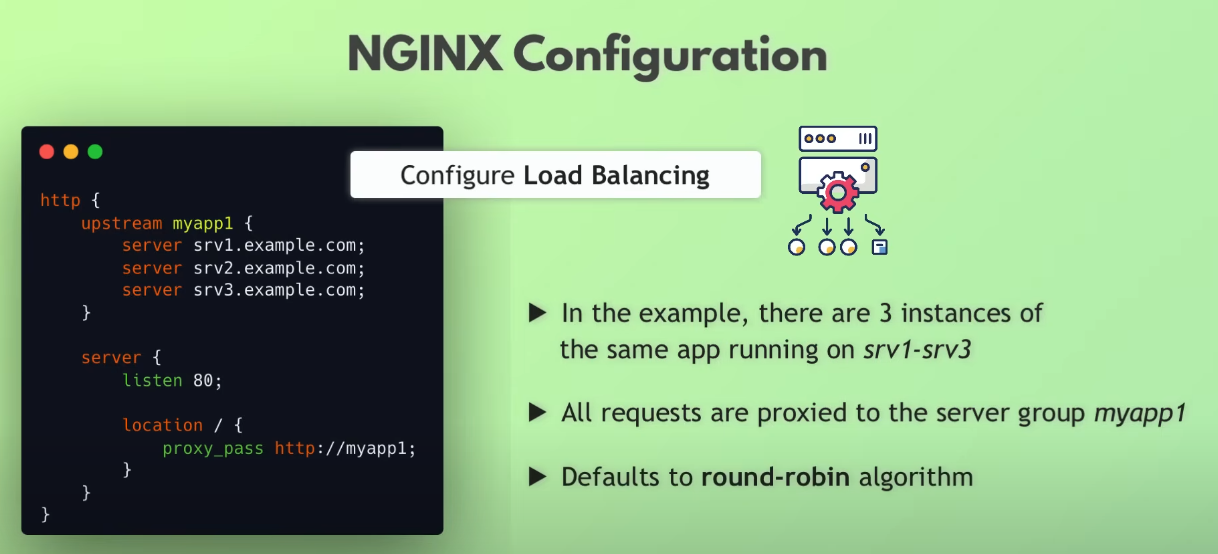 NGINX Configuration
Configure Load Balancing
http {
    upstream myapp1 {
        server srv1.example.com;
        server srv2.example.com;
        server srv3.example.com;
    }

    server {
        listen 80;

        location / {
            proxy_pass http://myapp1;
        }
    }
}
▶ In the example, there are 3 instances of
the same app running on srv1-srv3
▶ All requests are proxied to the server group myapp1
▶ Defaults to round-robin algorithm